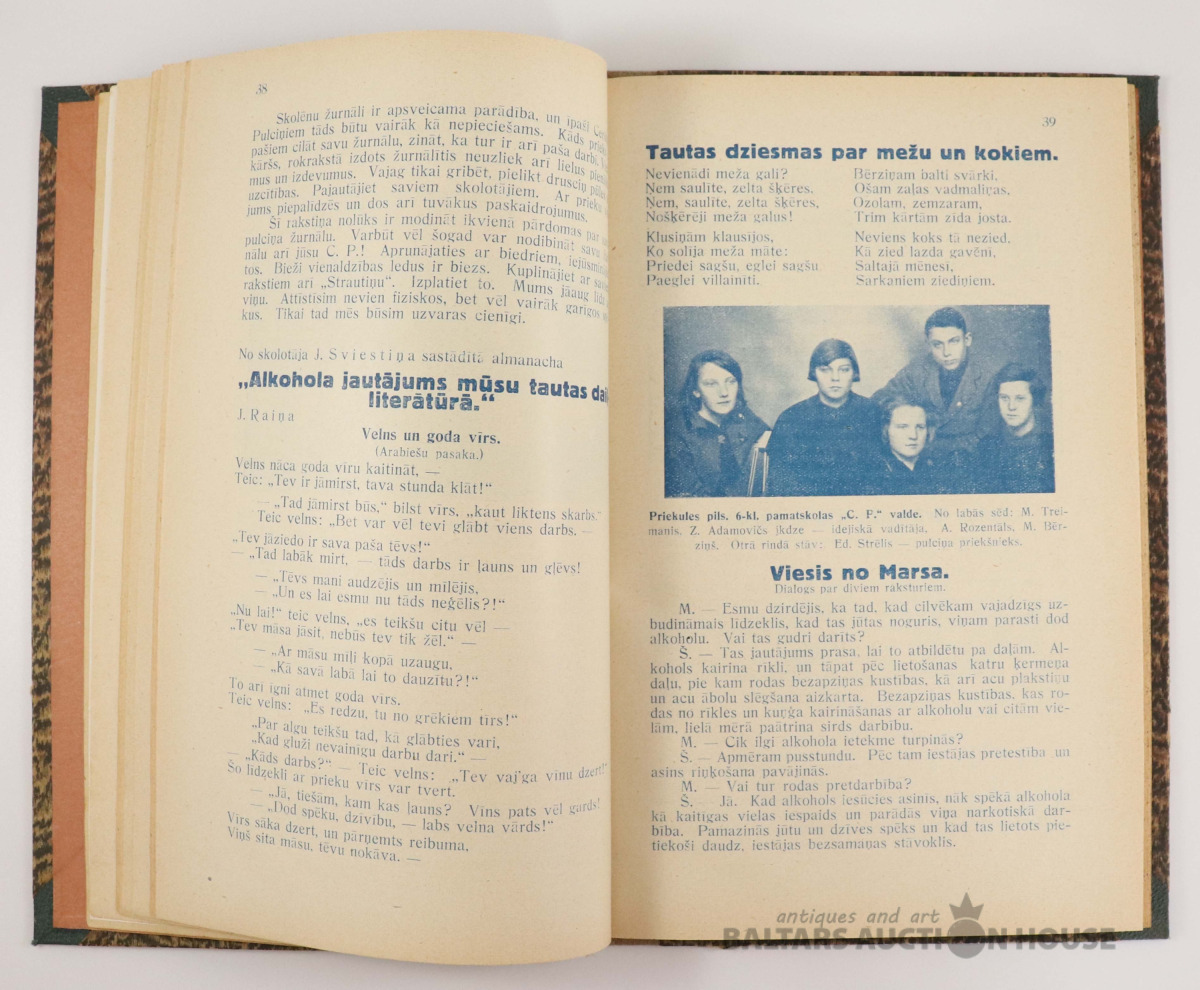 38
Skolēnu žurnāli ir apsveicama parādība, un īpaši
Pulciņiem tāds būtu vairāk kā nepieciešams. Kāds
pašiem cilāt savu žurnālu, zināt, ka tur ir arī paša darbi.
kāršs, rokrakstā izdots žurnālītis neuzliek arī lielus
mus un izdevumus. Vajag tikai gribēt, pielikt drusciņ
uzcītības. Pajautājiet saviem skolotājiem. Ar prieku
jums piepalīdzēs un dos arī tuvākus paskaidrojumus.
Šī rakstiņa nolūks ir modināt ikvienā pārdomas par
pulciņa žurnālu. Varbūt vēl šogad var nodibināt savu
nālu arī jūsu C. P.! Aprunājaties ar biedriem,
tos. Bieži vienaldzības ledus ir biezs. Kuplinājiet ar
rakstiem arī „Strautiņu". Izplatiet to. Mums jāaug līdz
viņu. Attīstīsim nevien fiziskos, bet vēl vairāk garīgos
kus. Tikai tad mēs būsim uzvaras cienīgi.
No skolotāja J. Sviestiņa sastādītā almanacha
„Alkohola jautājums mūsu tautas
literātūrā."
J. Raiņa
Velns un goda vīrs.
(Arabiešu pasaka.)
Velns nāca goda vīru kaitināt, —
Teic: „Tev ir jāmirst, tava stunda klāt!"
— „Tad jāmirst būs," bilst vīrs, „kaut liktens skarbs."
Teic velns: „Bet var vēl tevi glābt viens darbs. —
„Tev jāziedo ir sava paša tēvs!"
— „Tad labāk mirt, — tāds darbs ir ļauns un gļēvs!
— „Tēvs mani audzējis un mīlējis,
— „Un es lai esmu nu tāds neģēlis?!"
„Nu lai!" teic velns, „es teikšu citu vēl —
„Tev māsa jāsit, nebūs tev tik žēl." —
— „Ar māsu mīļi kopā uzaugu,
— „Kā savā labā lai to dauzītu?!"
To arī īgni atmet goda vīrs.
Teic velns: „Es redzu, tu no grēkiem tīrs!"
„Par algu teikšu tad, kā glābties vari,
„Kad gluži nevainīgu darbu dari." —
— „Kāds darbs?" — Teic velns: „Tev vaj'ga vīnu dzert!"
Šo līdzekli ar prieku vīrs var tvert.
— „Jā, tiešām, kam kas ļauns? Vīns pats vēl gards!
— „Dod spēku, dzīvību, — labs velna vārds!"
Vīrs sāka dzert, un pārņemts reibuma,
Viņš sita māsu, tēvu nokāva. —
39
Tautas dziesmas par mežu un kokiem.
Nevienādi meža gali?
Ņem saulīte, zelta šķēres,
Ņem, saulīte, zelta šķēres,
Nošķērēji meža galus!
Klusiņām klausījos,
Ko solīja meža māte:
Priedei sagšu, eglei sagšu
Paeglei villainīti.
Bērziņam balti svārki,
Ošam zaļas vadmaliņas,
Ozolam, zemzaram,
Trim kārtām zīda josta.
Neviens koks tā nezied.
Kā zied lazda gavēnī,
Saltajā mēnesī,
Sarkaniem ziediņiem.
Priekules pils. 6-kl. pamatskolas „C. P." valde. No labās sēd: M. Trei-
manis. Z. Adamovičs jkdze — idejiskā vadītāja, A. Rozentāls, M. Bēr-
ziņš. Otrā rindā stāv: Ed. Strēlis — pulciņa priekšnieks.
Viesis no Marsa.
Dialogs par diviem raksturiem.
M. — Esmu dzirdējis, ka tad, kad cilvēkam vajadzīgs uz-
budināmais līdzeklis, kad tas jūtas noguris, viņam parasti dod
alkoholu. Vai tas gudri darīts?
Š. — Tas jautājums prasa, lai to atbildētu pa daļām. Al-
kohols kairina rīkli, un tāpat pēc lietošanas katru ķermeņa
daļu, pie kam rodas bezapziņas kustības, kā arī acu plakstiņu
un acu ābolu slēgšana aizkarta. Bezapziņas kustības, kas ro-
das no rīkles un kuņģa kairināšanas ar alkoholu vai citām vie-
lām, lielā mērā paātrina sirds darbību.
M. — Cik ilgi alkohola ietekme turpinās?
Š. — Apmēram pusstundu. Pēc tam iestājas pretestība un
asins riņķošana pavājinās.
M. — Vai tur rodas pretdarbība?
Š. — Jā. Kad alkohols iesūcies asinīs, nāk spēkā alkohola
kā kaitīgas vielas iespaids un parādās viņa narkotiskā dar-
bība. Pamazinās jūtu un dzīves spēks un kad tas lietots pie-
tiekoši daudz, iestājas bezsamaņas stāvoklis.
antiques and art
BALTARS AUCTION HOUSE